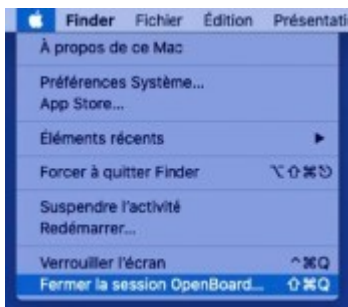 Finder Fichier Édition Présentati
À propos de ce Mac
Préférences Système...
App Store...
Éléments récents
Forcer à quitter Finder ⌥⇧⌘⎋
Suspendre l'activité
Redémarrer...
Verrouiller l'écran ^⌘Q
Fermer la session OpenBoard... ⇧⌘Q